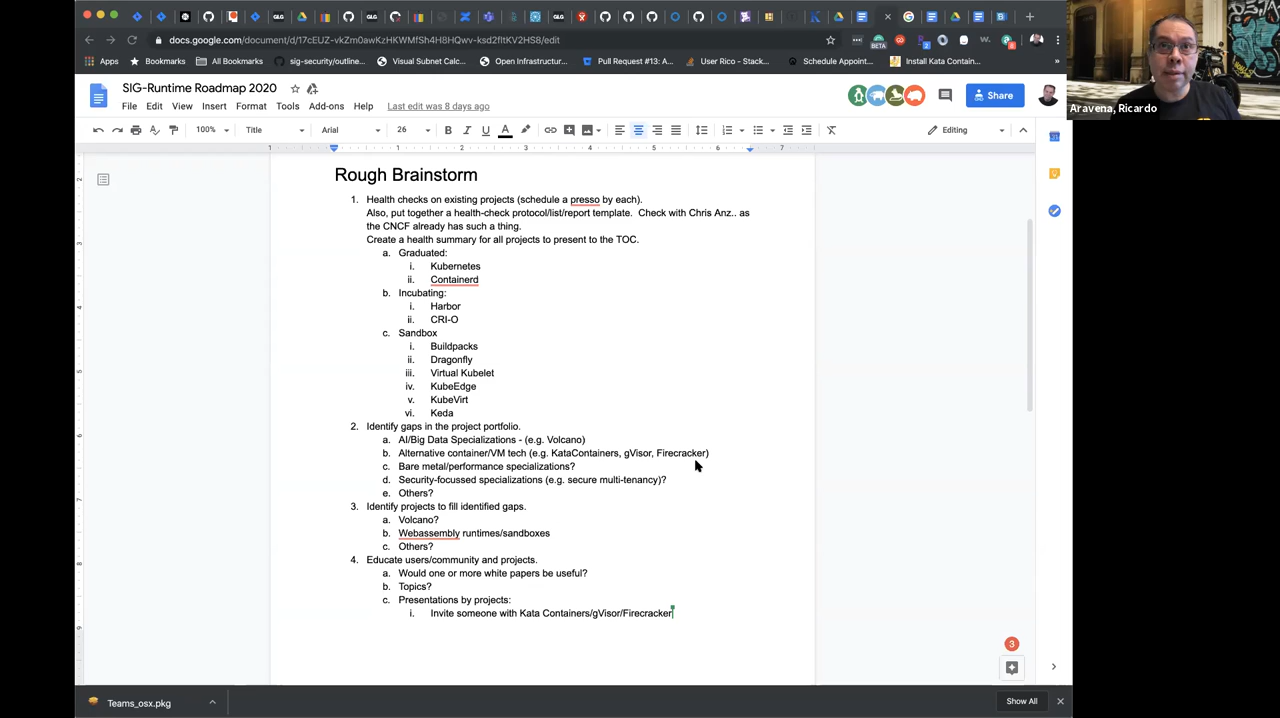 docs.google.com/document/d/17cEUZ-vkZm0awKzHKWMfSh4H8HQwv-ksd2fltKV2HS8/edit
BETA
Apps
Bookmarks
All Bookmarks
sig-security/outline...
Visual Subnet Calc...
Open Infrastructur...
Pull Request #13: A...
User Rico - Stack...
Schedule Appoint...
Install Kata Contain...
»
SIG-Runtime Roadmap 2020
File Edit View Insert Format Tools Add-ons Help Last edit was 8 days ago
Share
Aravena, Ricardo
100% Title Arial 26 B I U A Editing
1 1 2 3 4 5 6 7
Rough Brainstorm
1. Health checks on existing projects (schedule a presso by each).
Also, put together a health-check protocol/list/report template. Check with Chris Anz.. as
the CNCF already has such a thing.
Create a health summary for all projects to present to the TOC.
a. Graduated:
i. Kubernetes
ii. Containerd
b. Incubating:
i. Harbor
ii. CRI-O
c. Sandbox
i. Buildpacks
ii. Dragonfly
iii. Virtual Kubelet
iv. KubeEdge
v. KubeVirt
vi. Keda
2. Identify gaps in the project portfolio.
a. AI/Big Data Specializations - (e.g. Volcano)
b. Alternative container/VM tech (e.g. KataContainers, gVisor, Firecracker)
c. Bare metal/performance specializations?
d. Security-focussed specializations (e.g. secure multi-tenancy)?
e. Others?
3. Identify projects to fill identified gaps.
a. Volcano?
b. Webassembly runtimes/sandboxes
c. Others?
4. Educate users/community and projects.
a. Would one or more white papers be useful?
b. Topics?
c. Presentations by projects:
i. Invite someone with Kata Containers/gVisor/Firecracker
3
Teams_osx.pkg
Show All